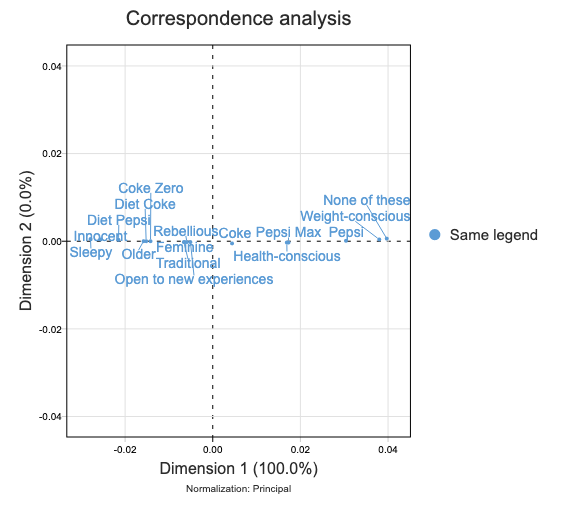 Correspondence analysis
0.04
0.02
0.00
-0.02
-0.04
Dimension 2 (0.0%)
None of these
Weight-conscious
Coke Zero
Diet Coke
Diet Pepsi
Innocent
Rebellious
Coke
Pepsi Max
Pepsi
Sleepy
Older
Feminine
Traditional
Health-conscious
Open to new experiences
Same legend
-0.02
0.00
0.02
0.04
Dimension 1 (100.0%)
Normalization: Principal